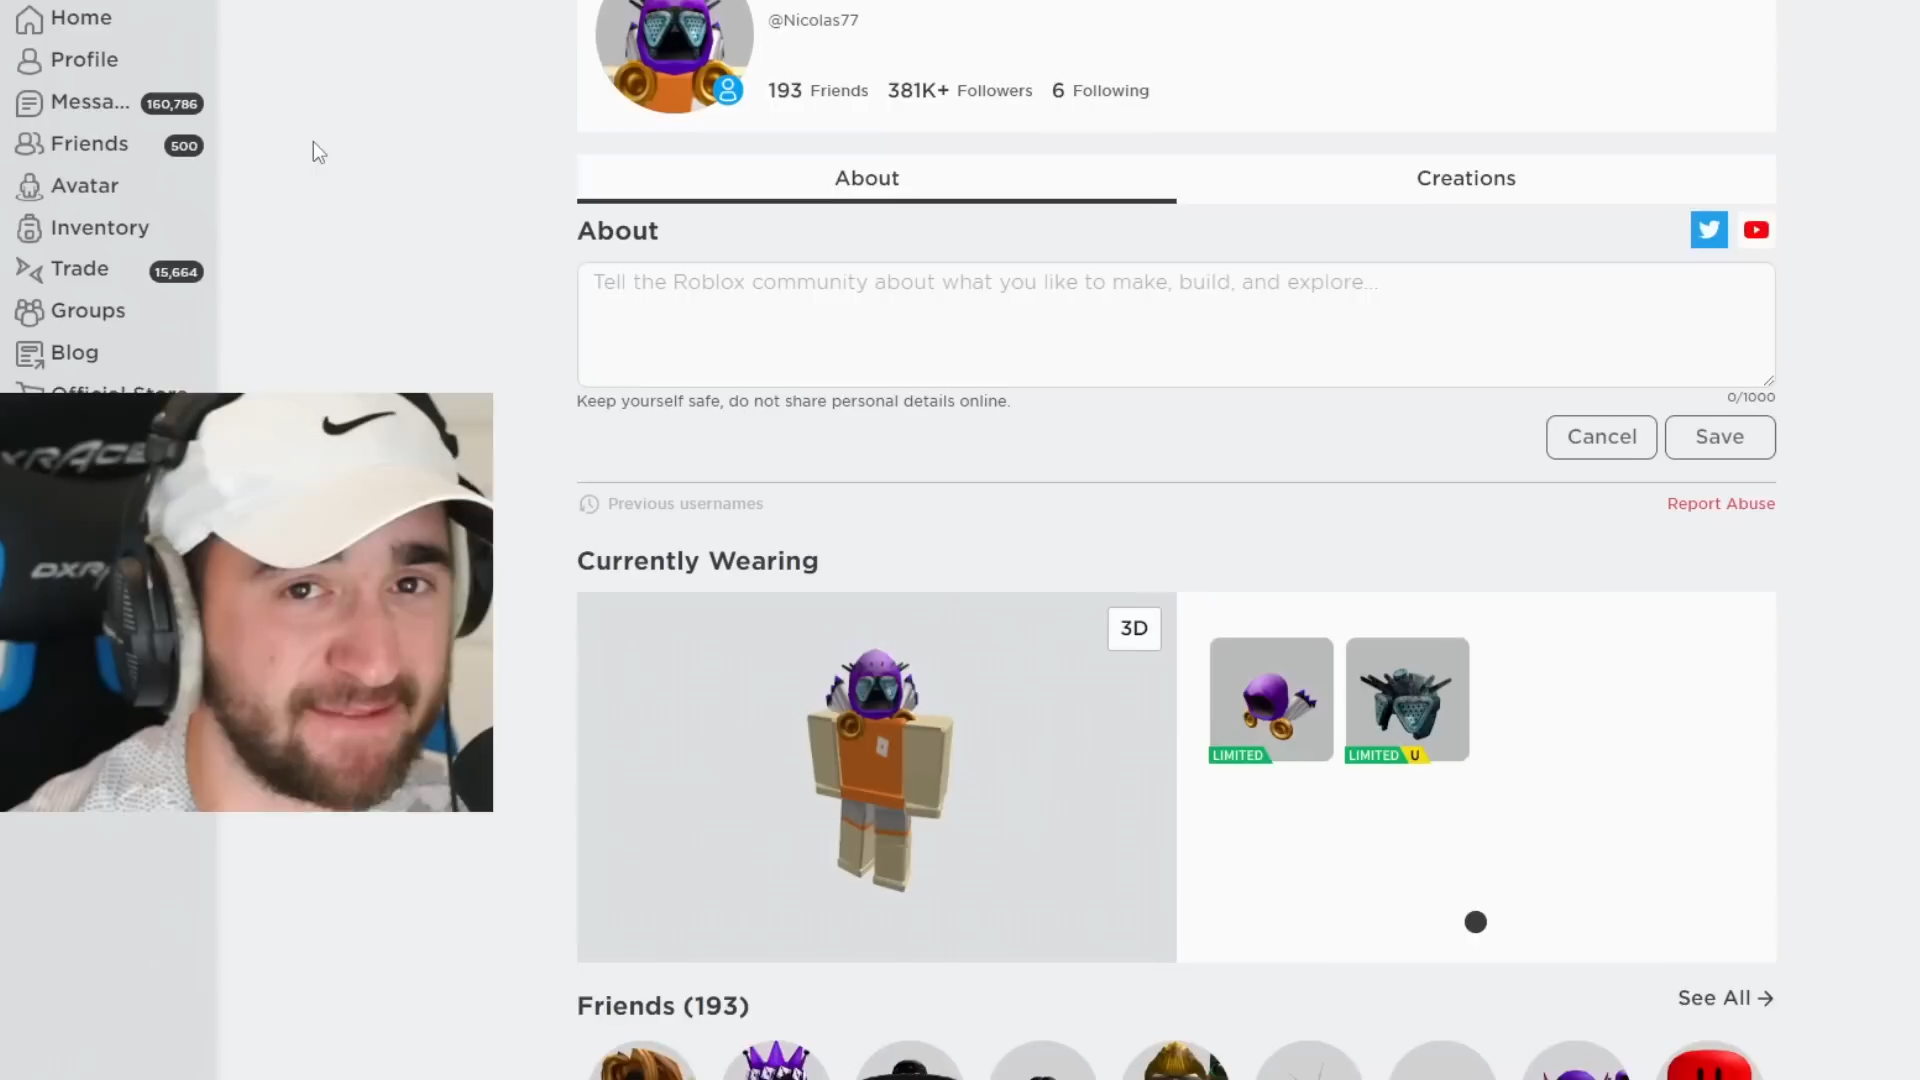 Home
@Nicolas77
Profile
193 Friends 381K+ Followers 6 Following
Messa... 160,786
Friends 500
About Creations
Avatar
Inventory
About
Trade 15,664
Tell the Roblox community about what you like to make, build, and explore...
Groups
Blog
Official Store
Keep yourself safe, do not share personal details online.
0/1000
Cancel Save
Previous usernames
Report Abuse
Currently Wearing
DXR
3D
LIMITED
LIMITED U
Friends (193)
See All